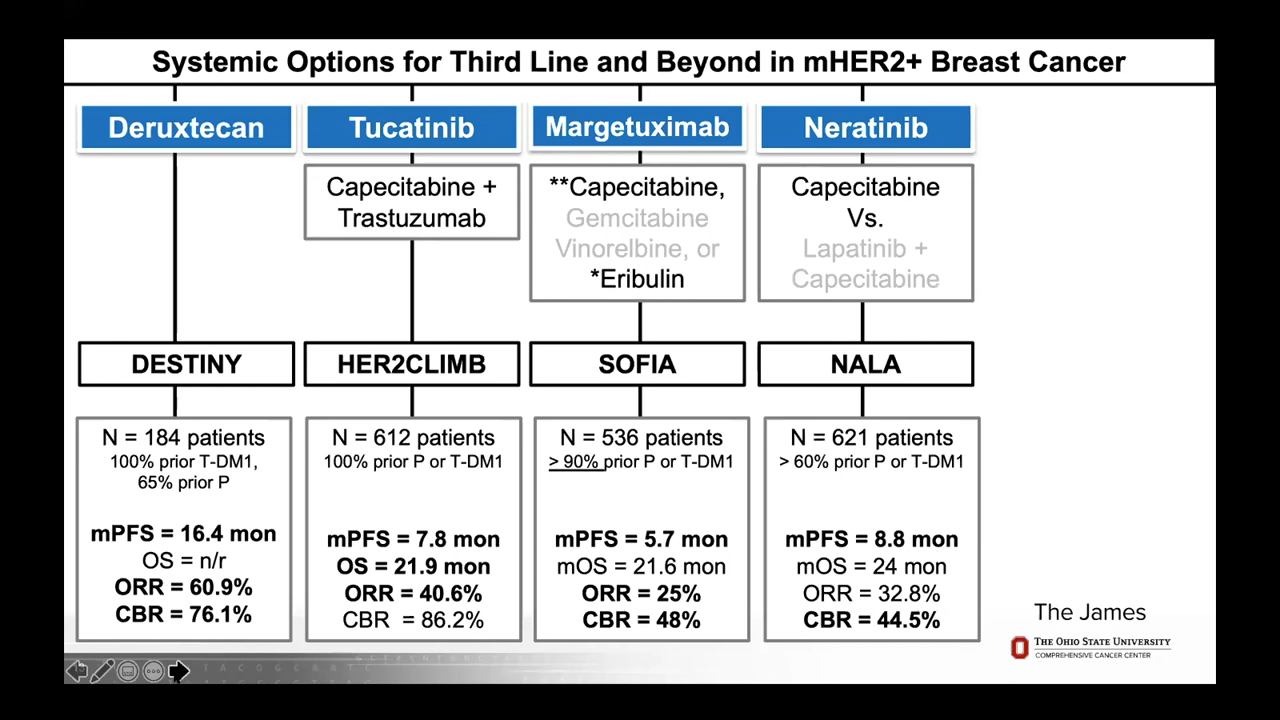 Systemic Options for Third Line and Beyond in mHER2+ Breast Cancer
Deruxtecan
DESTINY
N = 184 patients
100% prior T-DM1,
65% prior P
mPFS = 16.4 mon
OS = n/r
ORR = 60.9%
CBR = 76.1%
Tucatinib
Capecitabine +
Trastuzumab
HER2CLIMB
N = 612 patients
100% prior P or T-DM1
mPFS = 7.8 mon
OS = 21.9 mon
ORR = 40.6%
CBR = 86.2%
Margetuximab
**Capecitabine,
Gemcitabine
Vinorelbine, or
*Eribulin
SOFIA
N = 536 patients
> 90% prior P or T-DM1
mPFS = 5.7 mon
mOS = 21.6 mon
ORR = 25%
CBR = 48%
Neratinib
Capecitabine
Vs.
Lapatinib +
Capecitabine
NALA
N = 621 patients
> 60% prior P or T-DM1
mPFS = 8.8 mon
mOS = 24 mon
ORR = 32.8%
CBR = 44.5%
The James
THE OHIO STATE UNIVERSITY
COMPREHENSIVE CANCER CENTER